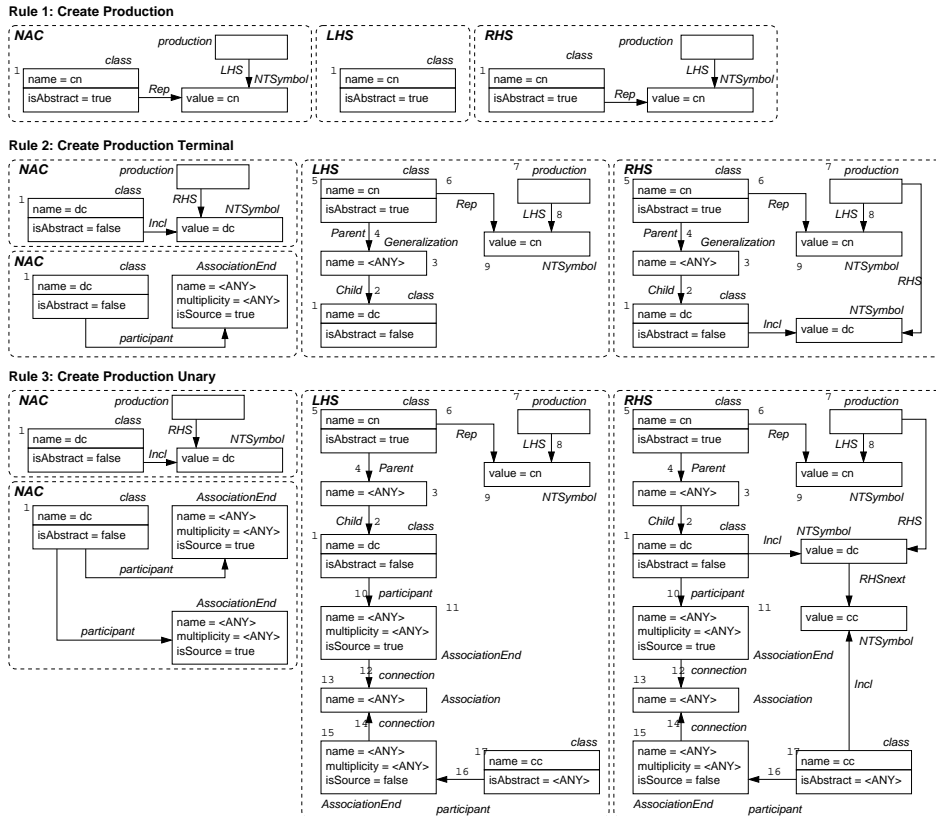 Rule 1: Create Production
NAC
production
class
LHS
NTSymbol
1
name = cn
isAbstract = true
Rep
value = cn
LHS
class
1
name = cn
isAbstract = true
RHS
production
class
LHS
NTSymbol
1
name = cn
isAbstract = true
Rep
value = cn
Rule 2: Create Production Terminal
NAC
production
class
RHS
NTSymbol
1
name = dc
isAbstract = false
Incl
value = dc
NAC
class
AssociationEnd
1
name = dc
isAbstract = false
name = <ANY>
multiplicity = <ANY>
isSource = true
participant
LHS
class
7
production
5
name = cn
isAbstract = true
6
Rep
LHS
8
Parent
4
Generalization
value = cn
name = <ANY>
3
9
NTSymbol
Child
2
class
1
name = dc
isAbstract = false
RHS
class
7
production
5
name = cn
isAbstract = true
6
Rep
LHS
8
Parent
4
Generalization
value = cn
name = <ANY>
3
9
NTSymbol
RHS
Child
2
class
NTSymbol
1
name = dc
isAbstract = false
Incl
value = dc
Rule 3: Create Production Unary
NAC
production
class
RHS
NTSymbol
1
name = dc
isAbstract = false
Incl
value = dc
NAC
class
AssociationEnd
1
name = dc
isAbstract = false
name = <ANY>
multiplicity = <ANY>
isSource = true
participant
AssociationEnd
name = <ANY>
multiplicity = <ANY>
isSource = true
participant
LHS
class
7
production
5
name = cn
isAbstract = true
6
Rep
LHS
8
4
Parent
value = cn
name = <ANY>
3
9
NTSymbol
Child
2
class
1
name = dc
isAbstract = false
10
participant
11
name = <ANY>
multiplicity = <ANY>
isSource = true
AssociationEnd
12
connection
13
name = <ANY>
Association
14
connection
15
name = <ANY>
multiplicity = <ANY>
isSource = false
AssociationEnd
16
participant
17
class
name = cc
isAbstract = <ANY>
RHS
class
7
production
5
name = cn
isAbstract = true
6
Rep
LHS
8
4
Parent
value = cn
name = <ANY>
3
9
NTSymbol
RHS
Child
2
class
NTSymbol
1
name = dc
isAbstract = false
Incl
value = dc
RHSnext
10
participant
11
name = <ANY>
multiplicity = <ANY>
isSource = true
value = cc
NTSymbol
AssociationEnd
12
connection
Incl
13
name = <ANY>
Association
14
connection
15
name = <ANY>
multiplicity = <ANY>
isSource = false
AssociationEnd
16
participant
17
class
name = cc
isAbstract = <ANY>